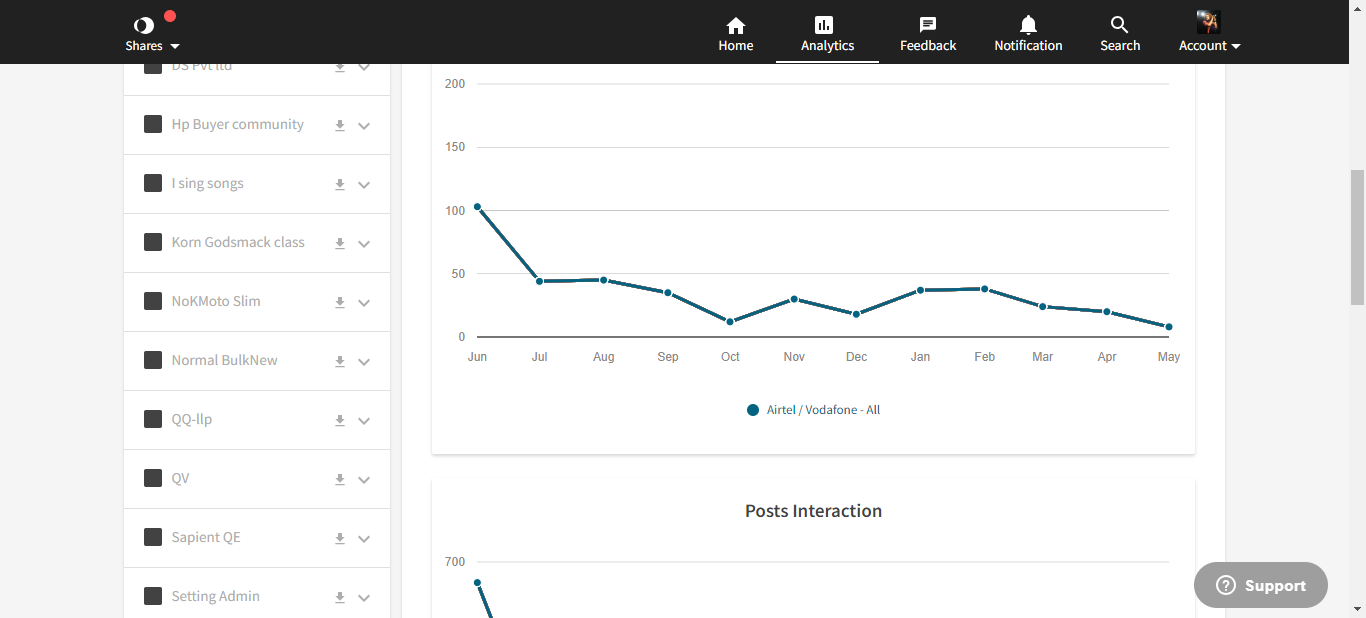 Shares
Home
Analytics
Feedback
Notification
Search
Account
DS Pvt ltd
Hp Buyer community
I sing songs
Korn Godsmack class
NoKMoto Slim
Normal BulkNew
QQ-llp
QV
Sapient QE
Setting Admin
200
150
100
50
0
Jun Jul Aug Sep Oct Nov Dec Jan Feb Mar Apr May
Airtel / Vodafone - All
Posts Interaction
700
Support